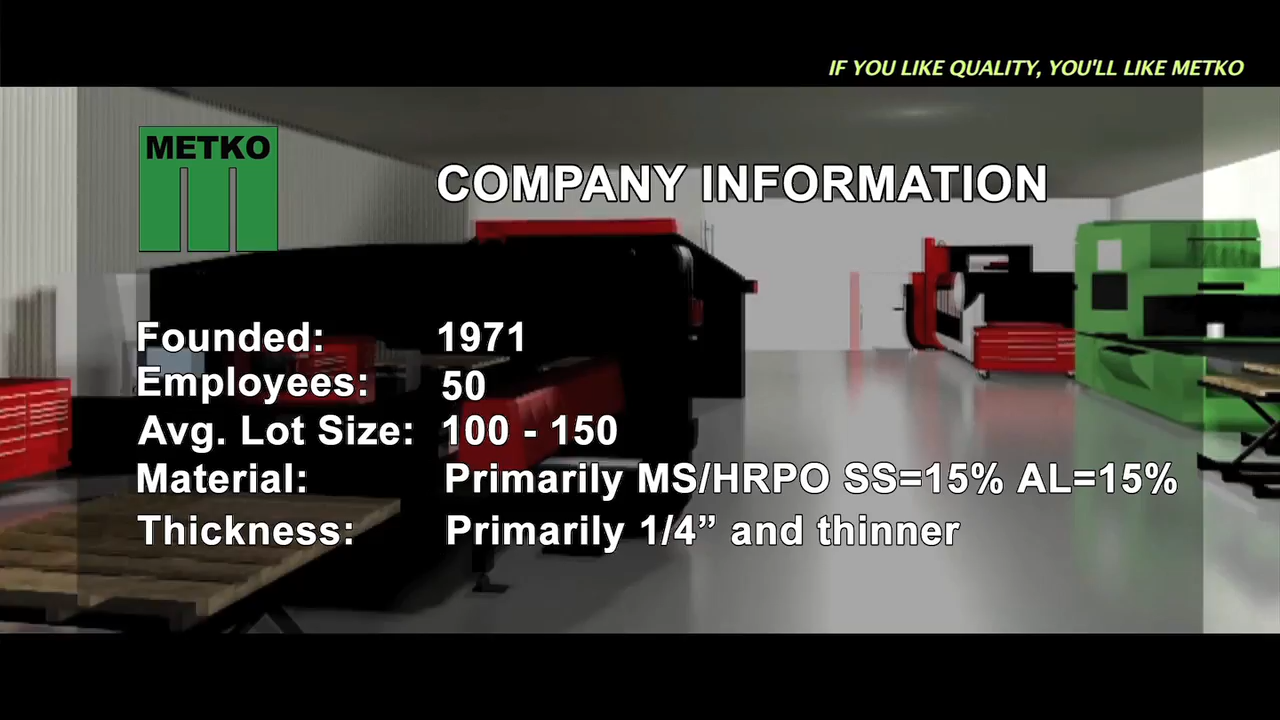 IF YOU LIKE QUALITY, YOU'LL LIKE METKO
METKO
COMPANY INFORMATION
Founded: 1971
Employees: 50
Avg. Lot Size: 100 - 150
Material: Primarily MS/HRPO SS=15% AL=15%
Thickness: Primarily 1/4” and thinner